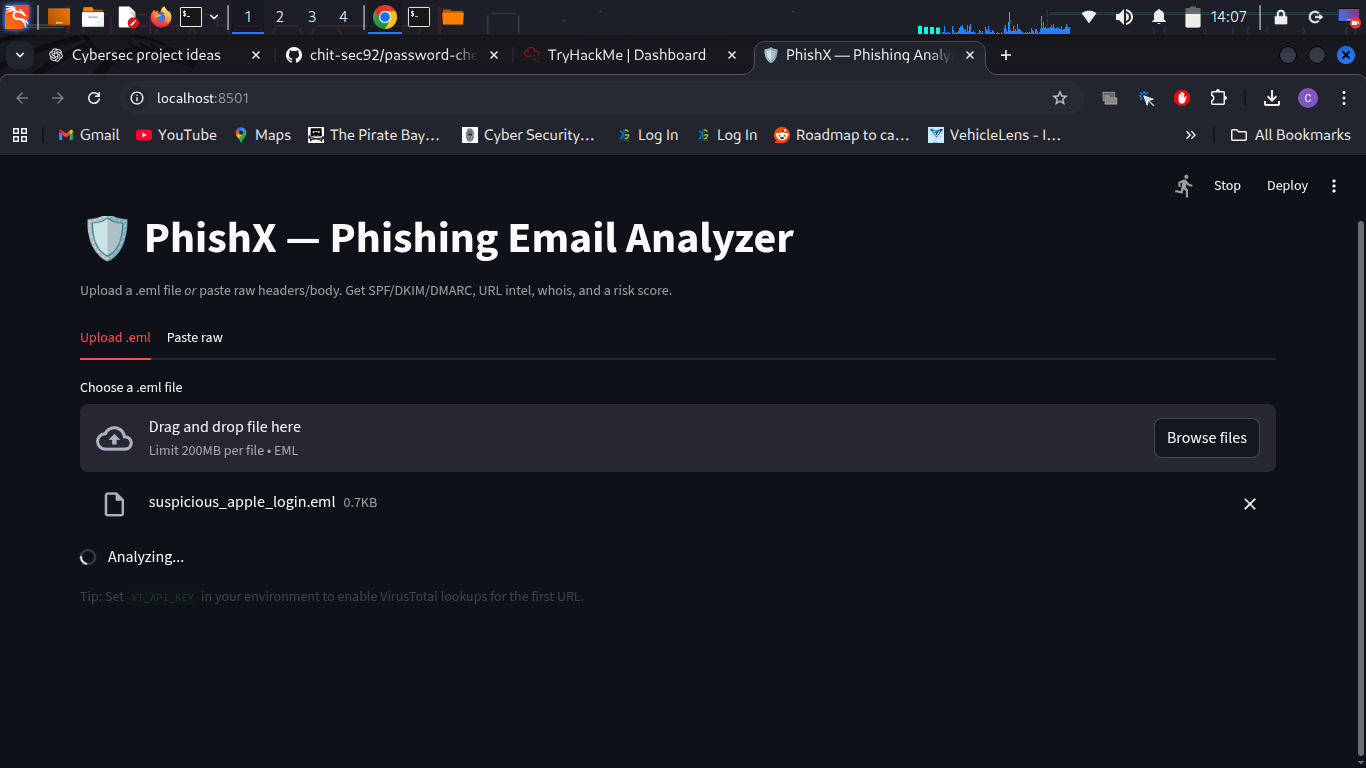 1 2 3 4 14:07
Cybersec project ideas chit-sec92/password-che TryHackMe | Dashboard PhishX — Phishing Analy
localhost:8501 C
Gmail YouTube Maps The Pirate Bay... Cyber Security:... Log In Log In Roadmap to ca... VehicleLens - I... » All Bookmarks
Stop Deploy
PhishX — Phishing Email Analyzer
Upload a .eml file or paste raw headers/body. Get SPF/DKIM/DMARC, URL intel, whois, and a risk score.
Upload .eml Paste raw
Choose a .eml file
Drag and drop file here
Limit 200MB per file • EML
Browse files
suspicious_apple_login.eml 0.7KB
Analyzing...
Tip: Set VT_API_KEY in your environment to enable VirusTotal lookups for the first URL.